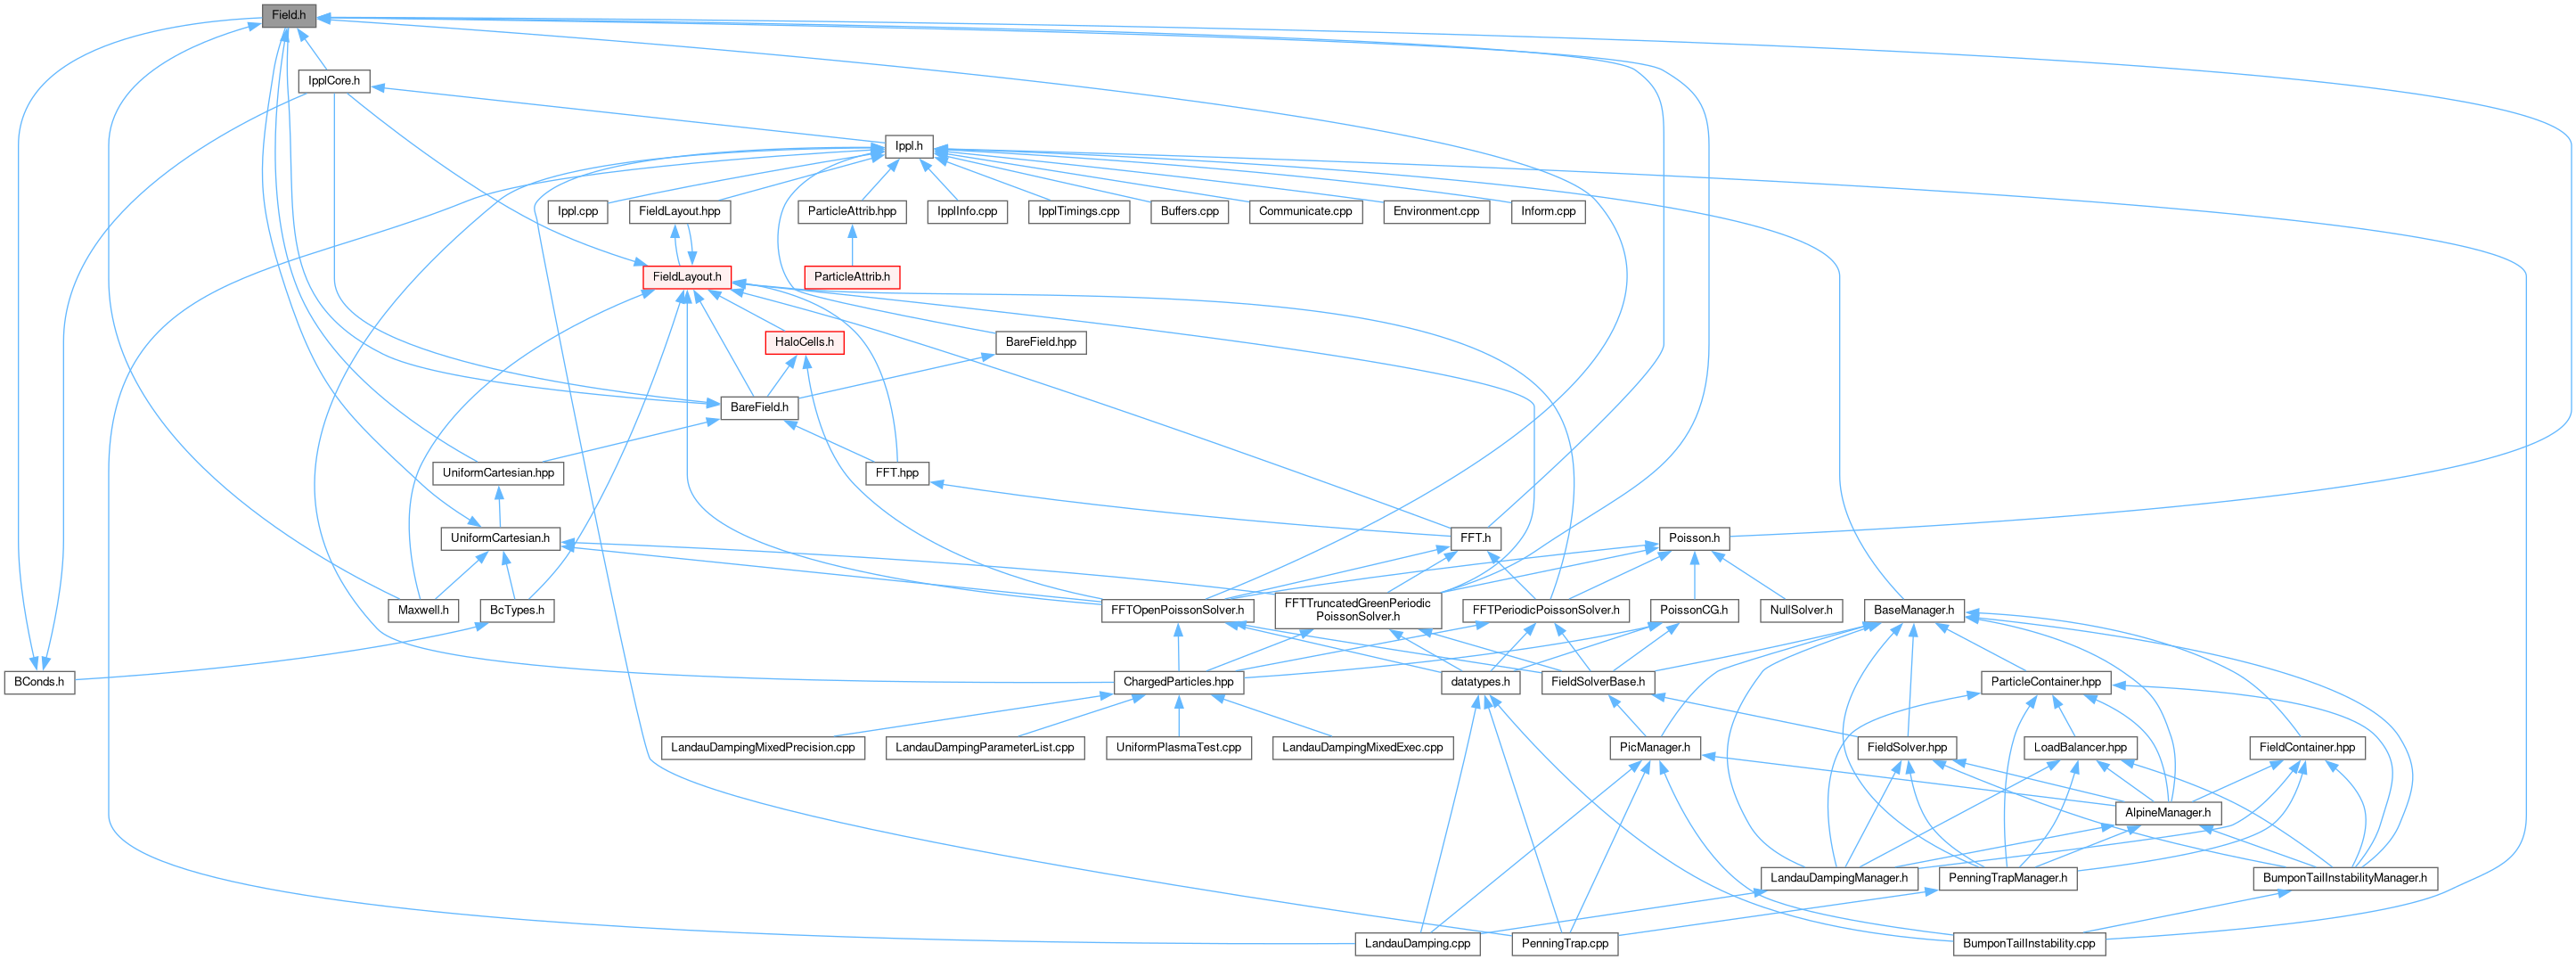 Field.h
IpplCore.h
Ippl.h
Ippl.cpp
FieldLayout.hpp
ParticleAttrib.hpp
IpplInfo.cpp
IpplTimings.cpp
Buffers.cpp
Communicate.cpp
Environment.cpp
Inform.cpp
FieldLayout.h
ParticleAttrib.h
HaloCells.h
BareField.hpp
BareField.h
UniformCartesian.hpp
FFT.hpp
UniformCartesian.h
FFT.h
Poisson.h
Maxwell.h
BcTypes.h
FFTOpenPoissonSolver.h
FFTTruncatedGreenPeriodic
PoissonSolver.h
FFTPeriodicPoissonSolver.h
PoissonCG.h
NullSolver.h
BaseManager.h
BConds.h
ChargedParticles.hpp
datatypes.h
FieldSolverBase.h
ParticleContainer.hpp
LandauDampingMixedPrecision.cpp
LandauDampingParameterList.cpp
UniformPlasmaTest.cpp
LandauDampingMixedExec.cpp
PicManager.h
FieldSolver.hpp
LoadBalancer.hpp
FieldContainer.hpp
AlpineManager.h
LandauDampingManager.h
PenningTrapManager.h
BumponTailInstabilityManager.h
LandauDamping.cpp
PenningTrap.cpp
BumponTailInstability.cpp